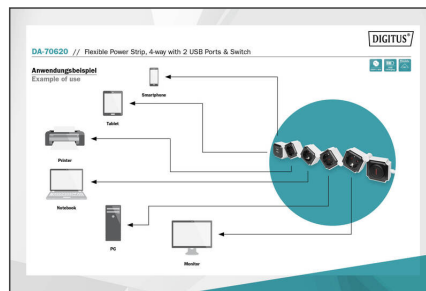 DIGITUS®
DA-70620 // Flexible Power Strip, 4-way with 2 USB Ports & Switch
Anwendungsbeispiel
Example of use
Smartphone
Tablet
Printer
Notebook
PC
Monitor